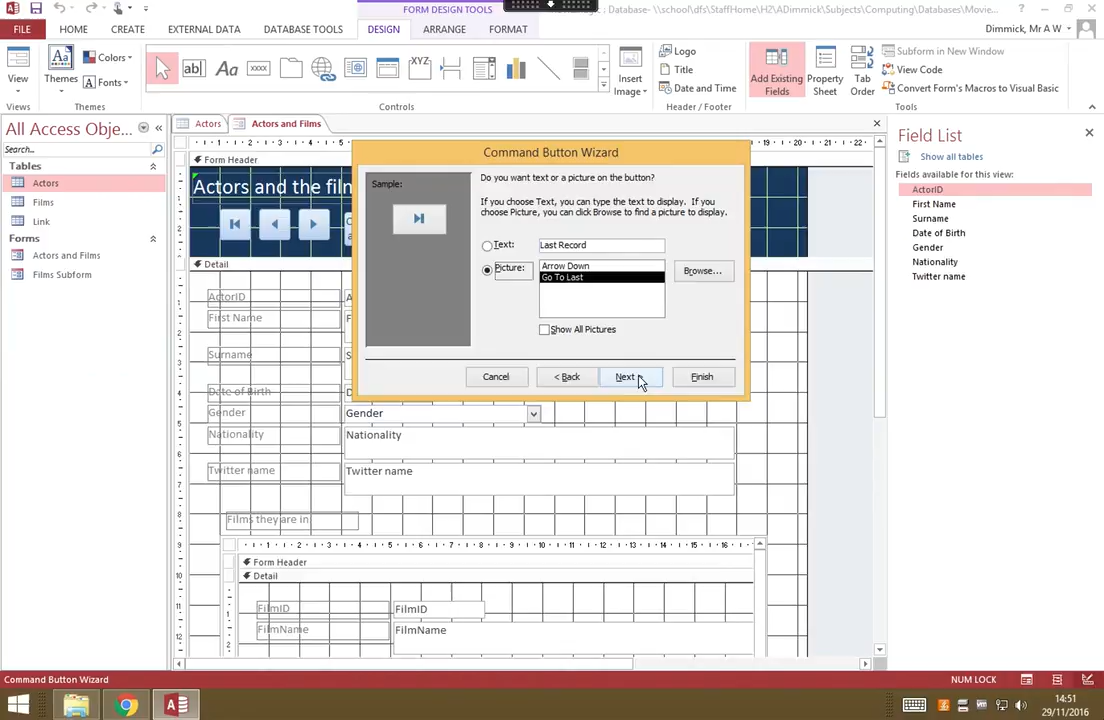 FORM DESIGN TOOLS
Database- \\school\dfs\StaffHome\H2\ADimmick\Subjects\Computing\Databases\Movie...
FILE HOME CREATE EXTERNAL DATA DATABASE TOOLS DESIGN ARRANGE FORMAT Dimmick, Mr A W
View
Views
Themes
Colors
Fonts
Themes
ab|
Aa
xxxx
XYZ
Controls
Insert
Image
Logo
Title
Date and Time
Header / Footer
Add Existing
Fields
Property
Sheet
Tab
Order
Subform in New Window
View Code
Convert Form's Macros to Visual Basic
Tools
All Access Obje...
Search...
Tables
Actors
Films
Link
Forms
Actors and Films
Films Subform
Actors
Actors and Films
Form Header
Actors and the fil
Detail
ActorID
First Name
Surname
Date of Birth
Gender
Gender
Nationality
Nationality
Twitter name
Twitter name
Films they are in
Form Header
Detail
FilmID
FilmID
FilmName
FilmName
Command Button Wizard
Sample:
Do you want text or a picture on the button?
If you choose Text, you can type the text to display. If you
choose Picture, you can click Browse to find a picture to display.
Text:
Last Record
Picture:
Arrow Down
Go To Last
Browse...
Show All Pictures
Cancel
< Back
Next
Finish
Field List
Show all tables
Fields available for this view:
ActorID
First Name
Surname
Date of Birth
Gender
Nationality
Twitter name
Command Button Wizard
NUM LOCK
14:51
29/11/2016